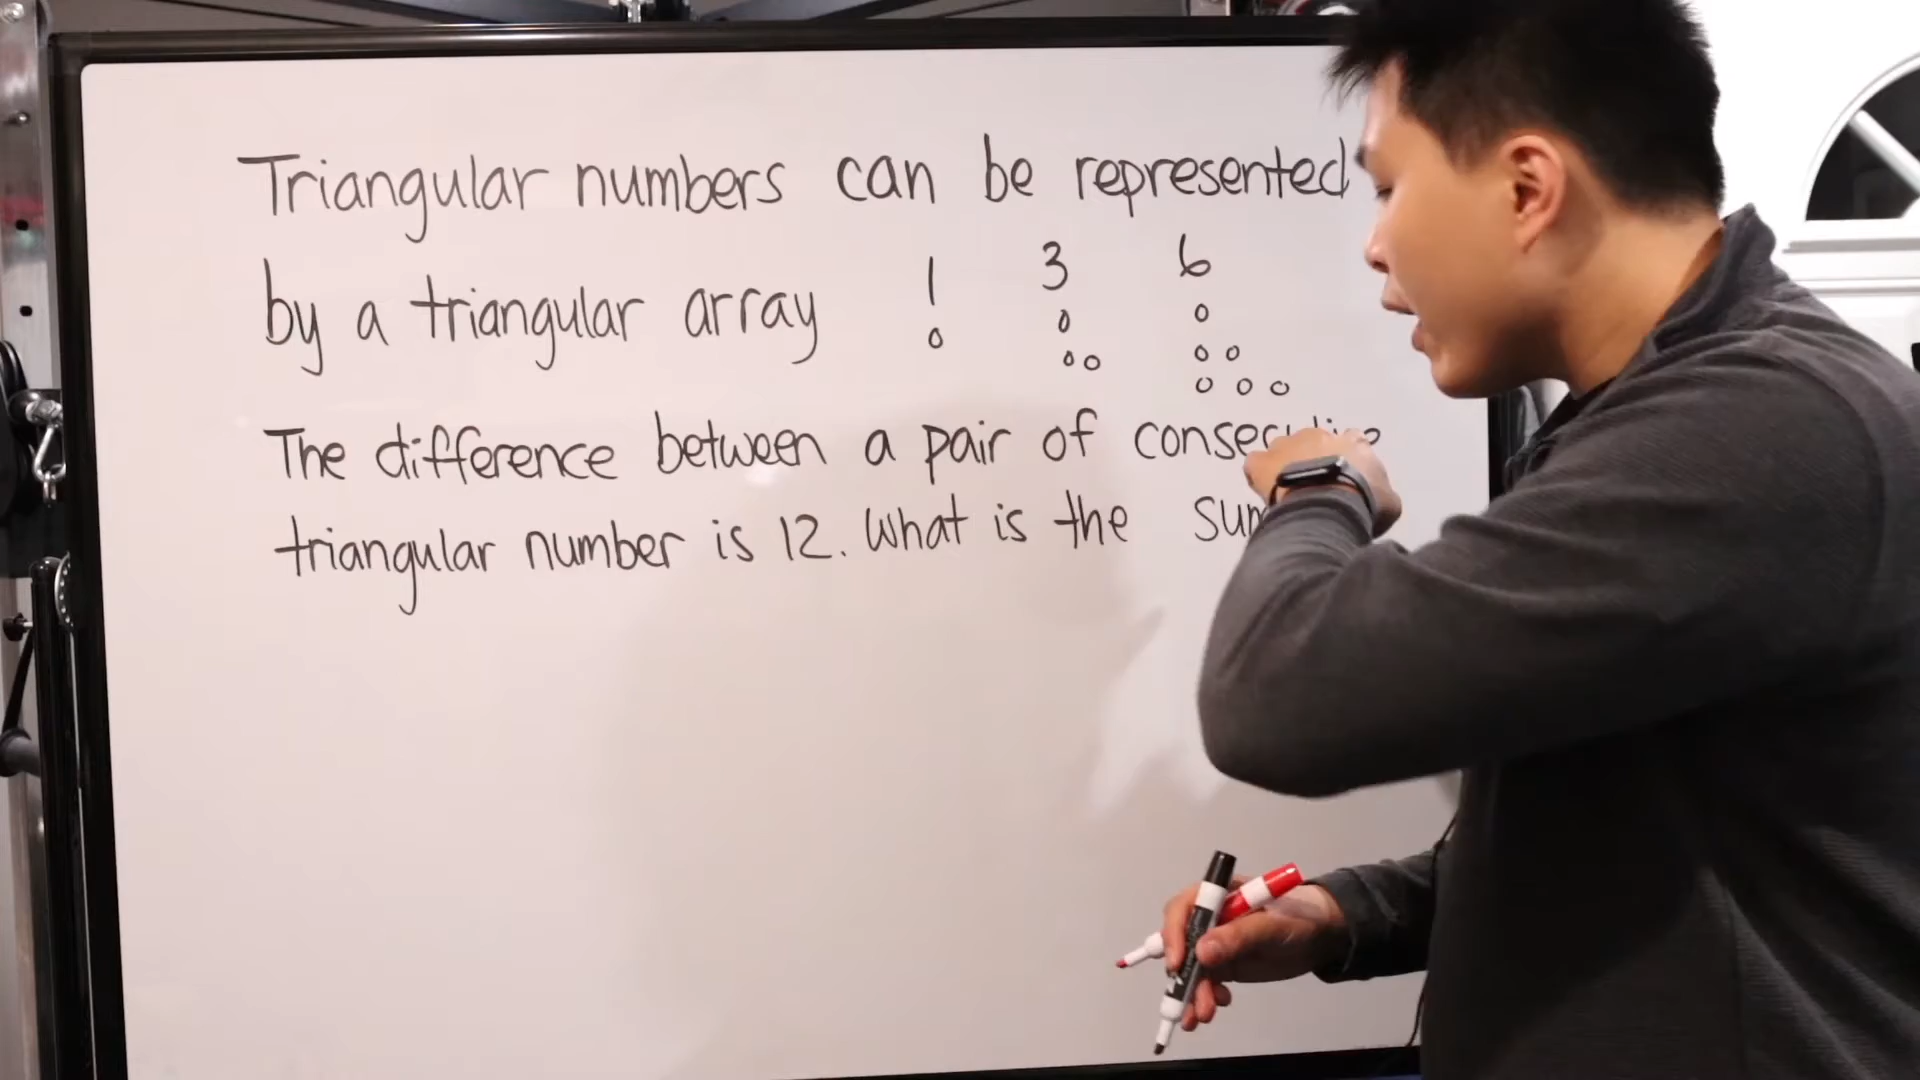 Triangular numbers can be represented
by a triangular array 1 3 6
The difference between a pair of
triangular number is 12. What is the